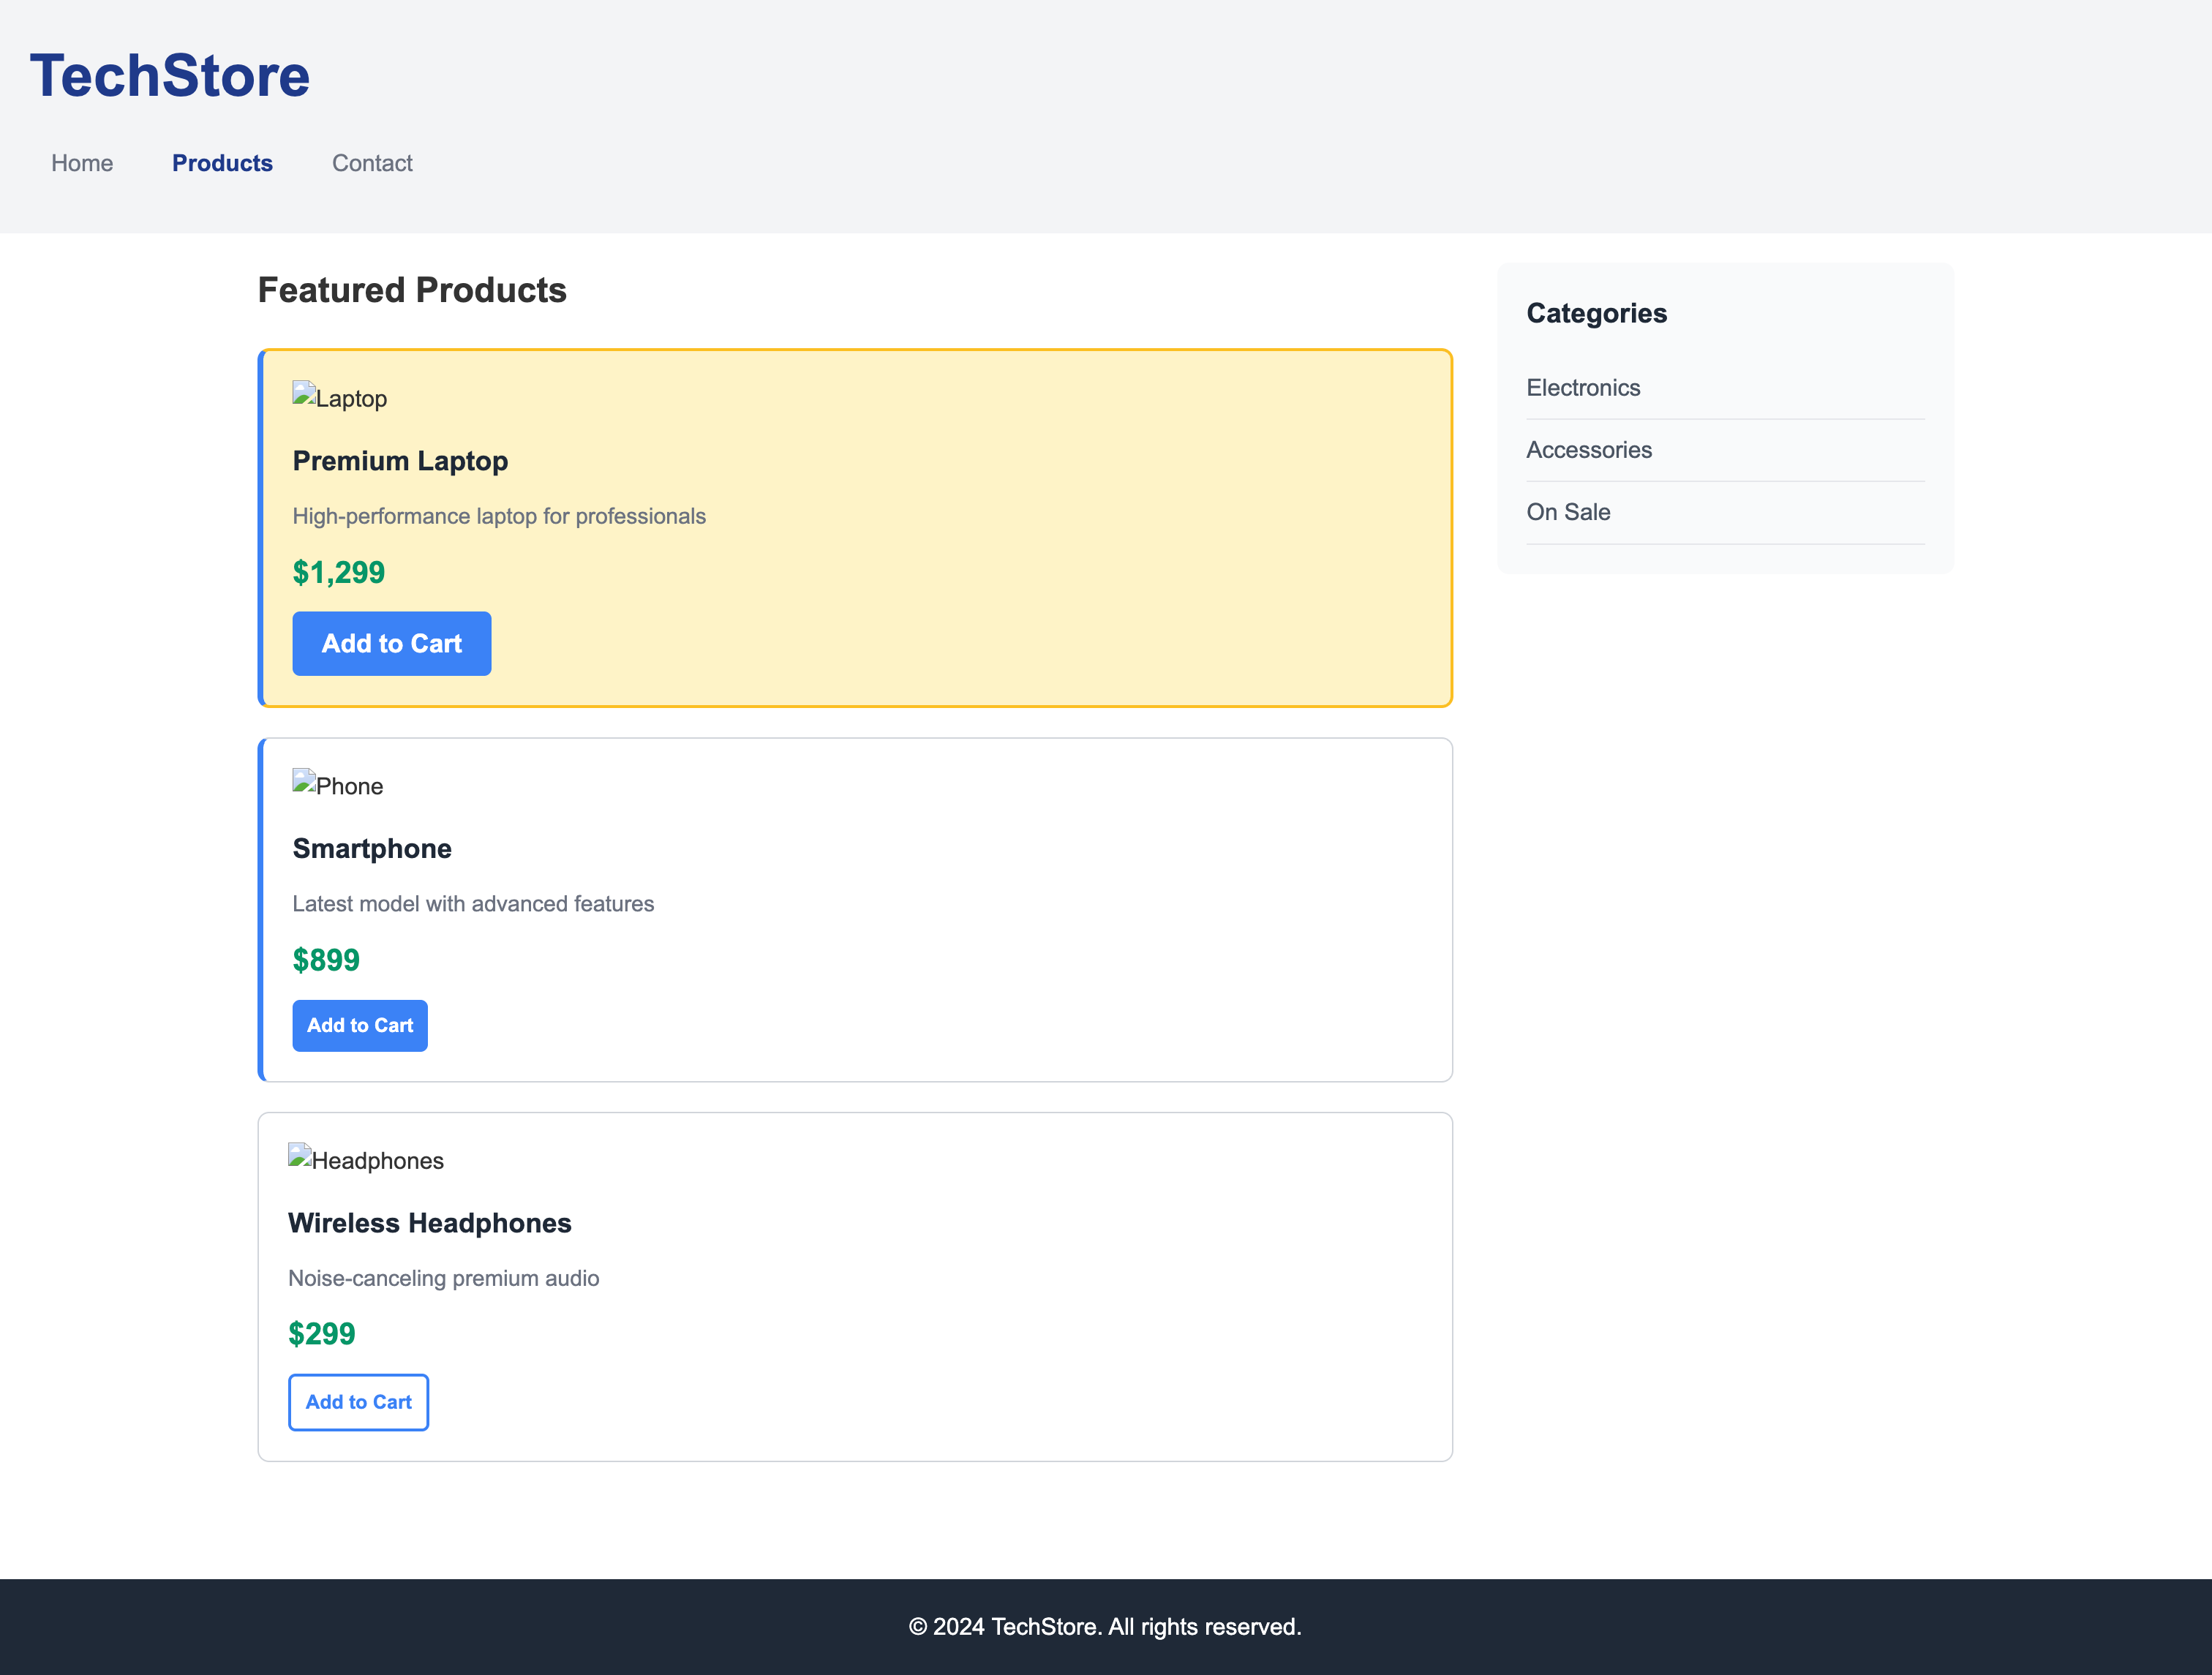 TechStore
Home Products Contact
Featured Products
Laptop
Premium Laptop
High-performance laptop for professionals
$1,299
Add to Cart
Phone
Smartphone
Latest model with advanced features
$899
Add to Cart
Headphones
Wireless Headphones
Noise-canceling premium audio
$299
Add to Cart
Categories
Electronics
Accessories
On Sale
© 2024 TechStore. All rights reserved.